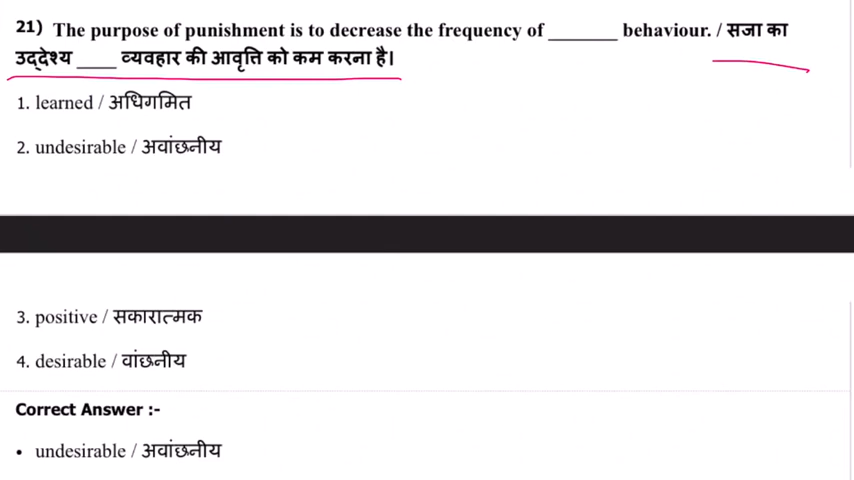 21) The purpose of punishment is to decrease the frequency of _______ behaviour. / सजा का
उद्देश्य ____ व्यवहार की आवृत्ति को कम करना है।
1. learned / अधिगमित
2. undesirable / अवांछनीय
3. positive / सकारात्मक
4. desirable / वांछनीय
Correct Answer :-
• undesirable / अवांछनीय